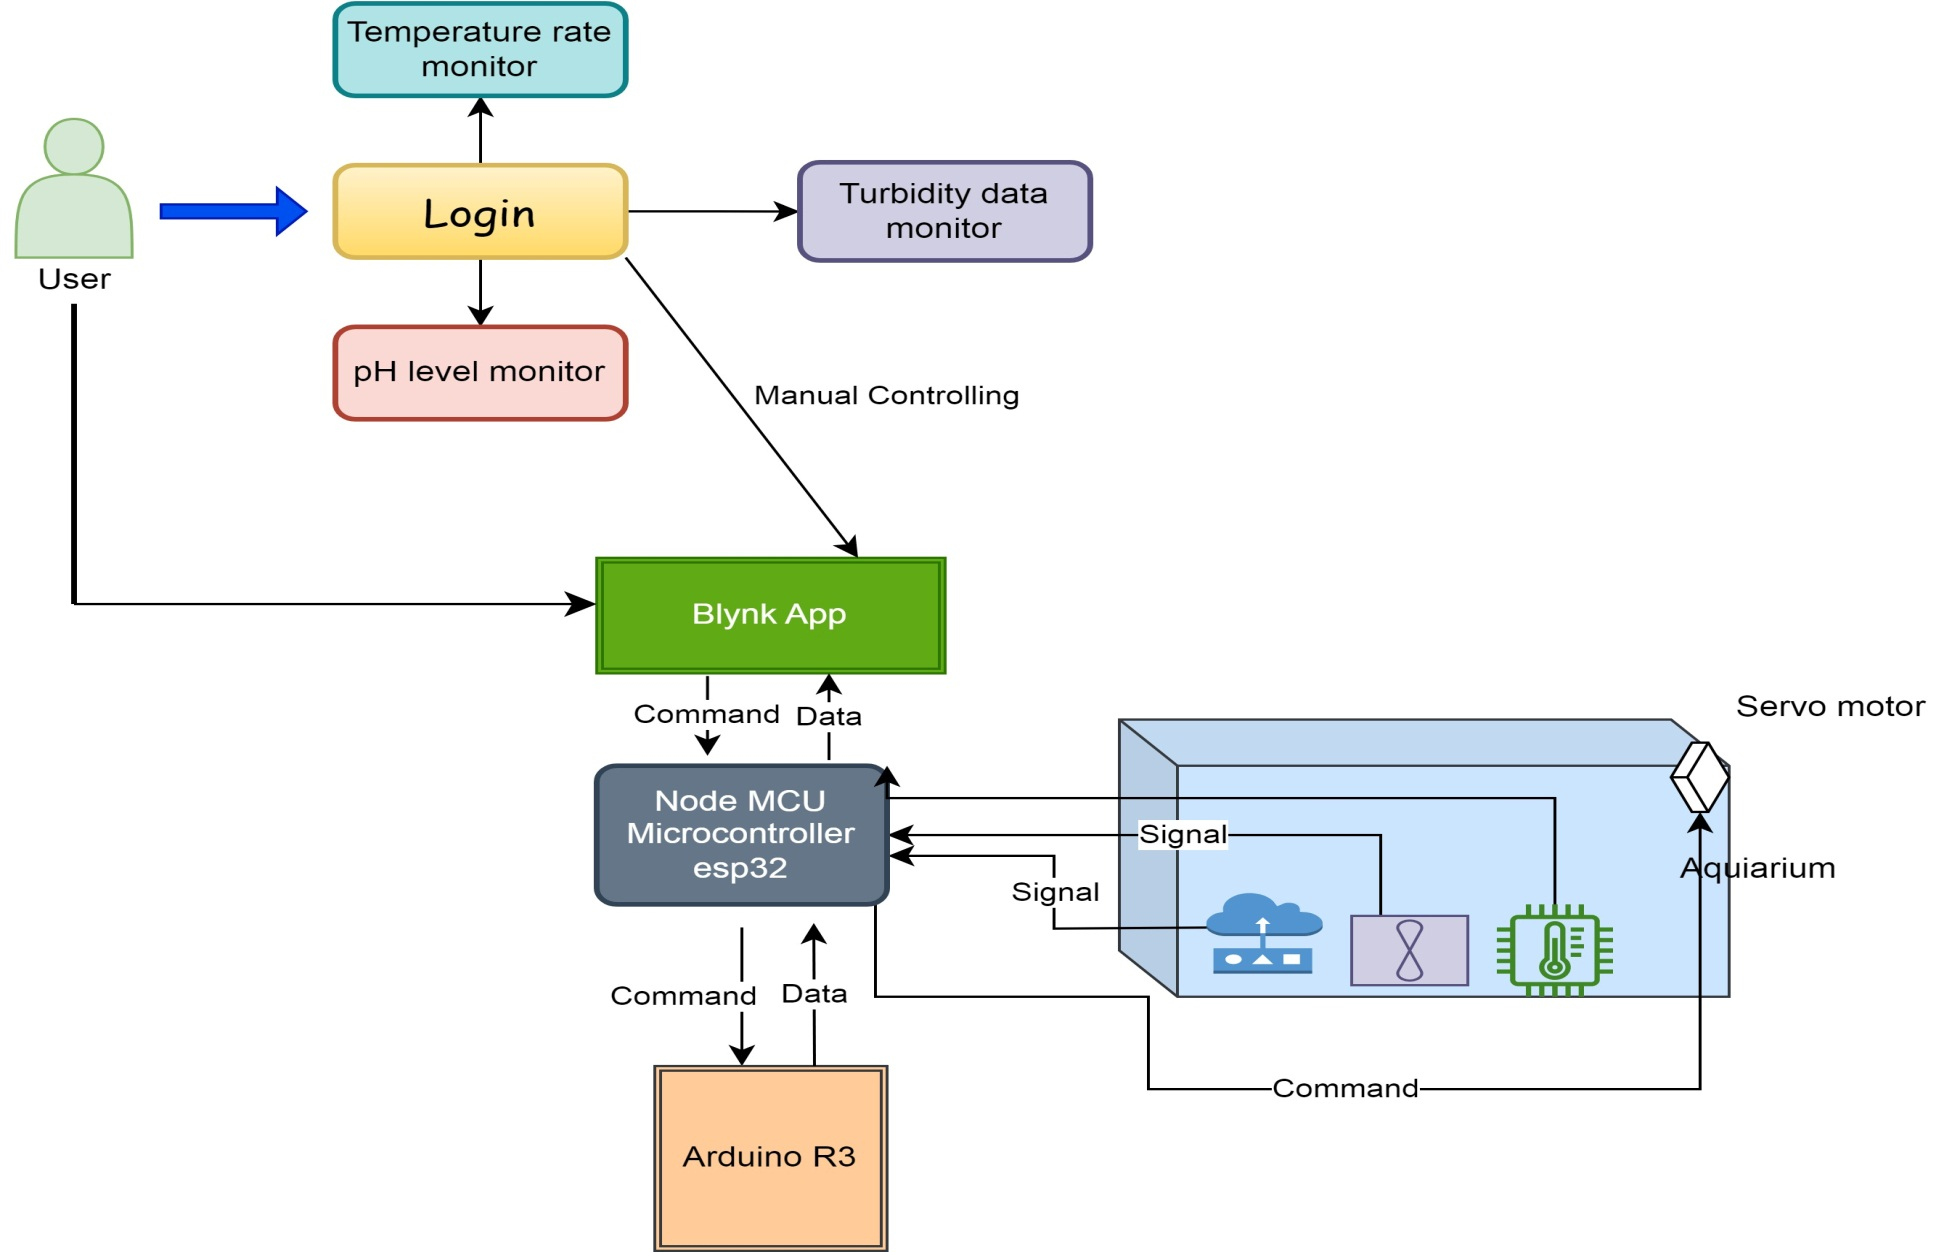 Temperature rate
monitor
Login
Turbidity data
monitor
User
pH level monitor
Manual Controlling
Blynk App
Command
Data
Servo motor
Node MCU
Microcontroller
esp32
Signal
Aquiarium
Signal
Command
Data
Command
Arduino R3